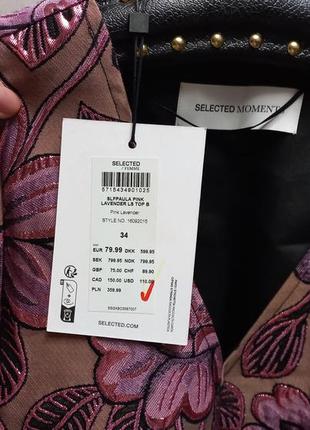 SELECTED MOMENT
SELECTED
/ FEMME
5715434901025
SLFPAULA PINK
LAVENDER LS TOP B
Pink Lavender
STYLE NO. 16092015
34
EUR 79.99 DKK 599.95
SEK 799.95 NOK 799.95
GBP 75.00 CHF 89.90
CAD 150.00 USD 110.00
PLN 359.99
SELECTED.COM